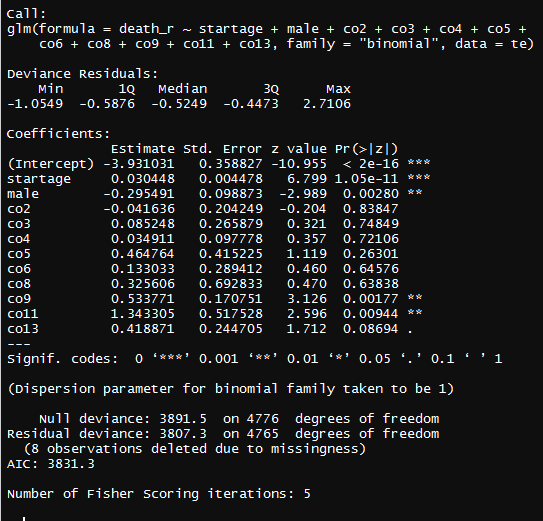 Call:
glm(formula = death_r ~ startage + male + co2 + co3 + co4 + co5 +
    co6 + co8 + co9 + co11 + co13, family = "binomial", data = te)

Deviance Residuals:
    Min      1Q  Median      3Q     Max
-1.0549 -0.5876 -0.5249 -0.4473  2.7106

Coefficients:
             Estimate Std. Error z value Pr(>|z|)
(Intercept) -3.931031   0.358827 -10.955  < 2e-16 ***
startage     0.030448   0.004478   6.799 1.05e-11 ***
male        -0.295491   0.098873  -2.989  0.00280 **
co2         -0.041636   0.204249  -0.204  0.83847
co3          0.085248   0.265879   0.321  0.74849
co4          0.034911   0.097778   0.357  0.72106
co5          0.464764   0.415225   1.119  0.26301
co6          0.133033   0.289412   0.460  0.64576
co8          0.325606   0.692833   0.470  0.63838
co9          0.533771   0.170751   3.126  0.00177 **
co11         1.343305   0.517528   2.596  0.00944 **
co13         0.418871   0.244705   1.712  0.08694 .
---
Signif. codes:  0 ‘***’ 0.001 ‘**’ 0.01 ‘*’ 0.05 ‘.’ 0.1 ‘ ’ 1

(Dispersion parameter for binomial family taken to be 1)

    Null deviance: 3891.5  on 4776  degrees of freedom
Residual deviance: 3807.3  on 4765  degrees of freedom
  (8 observations deleted due to missingness)
AIC: 3831.3

Number of Fisher Scoring iterations: 5